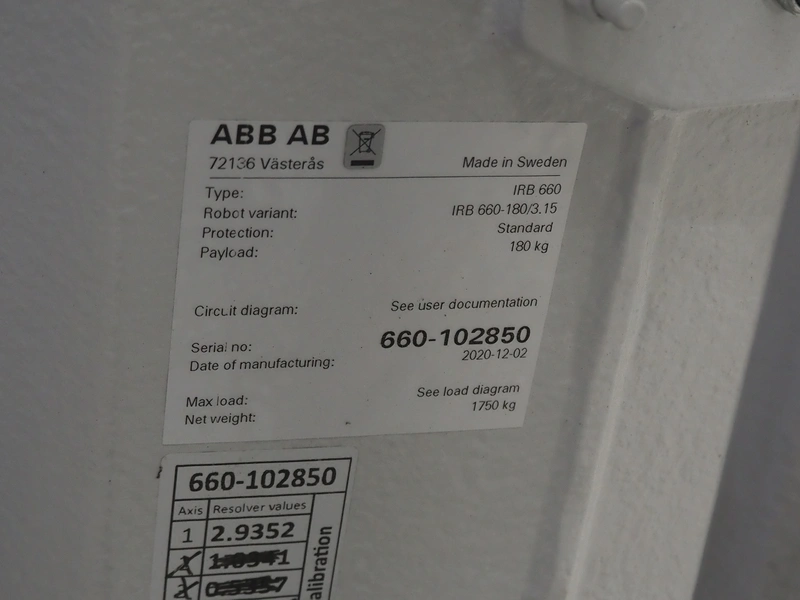 ABB AB
72136 Västerås
Made in Sweden
Type: IRB 660
Robot variant: IRB 660-180/3.15
Protection: Standard
Payload: 180 kg
Circuit diagram: See user documentation
Serial no: 660-102850
Date of manufacturing: 2020-12-02
Max load: See load diagram
Net weight: 1750 kg
660-102850
Axis Resolver values
1 2.9352
alibration